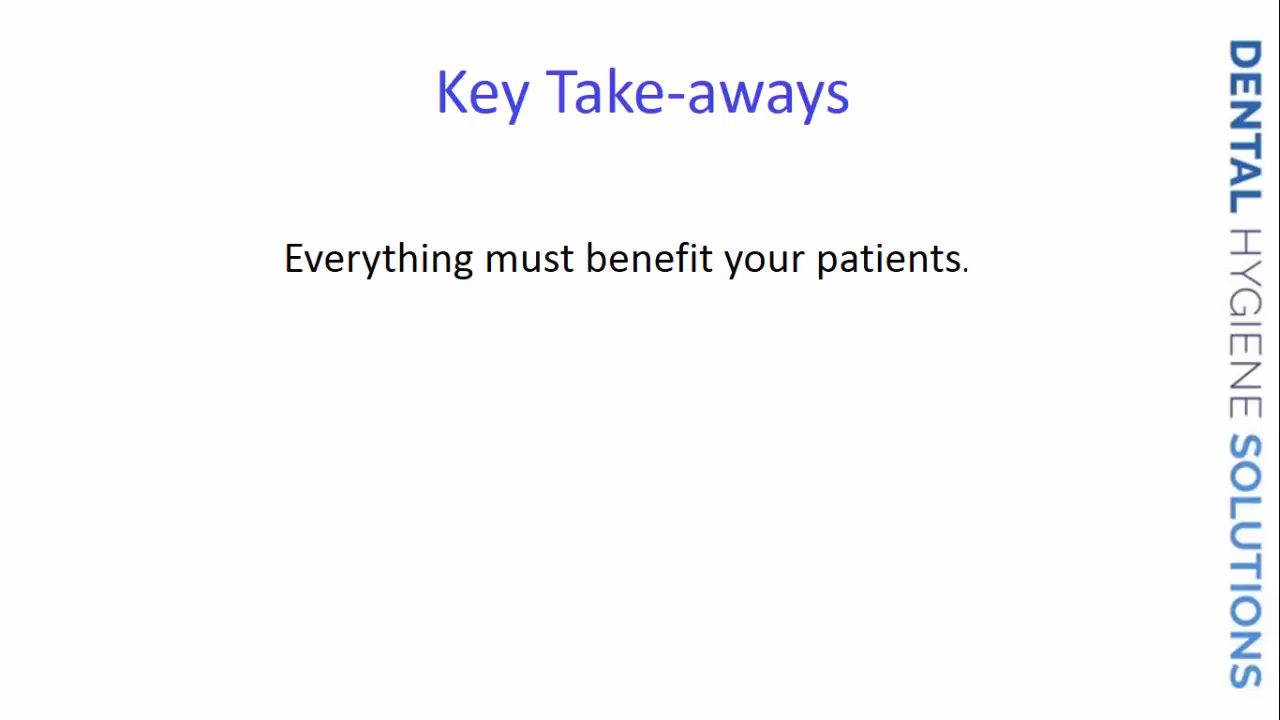 Key Take-aways
Everything must benefit your patients.
DENTAL HYGIENE SOLUTIONS